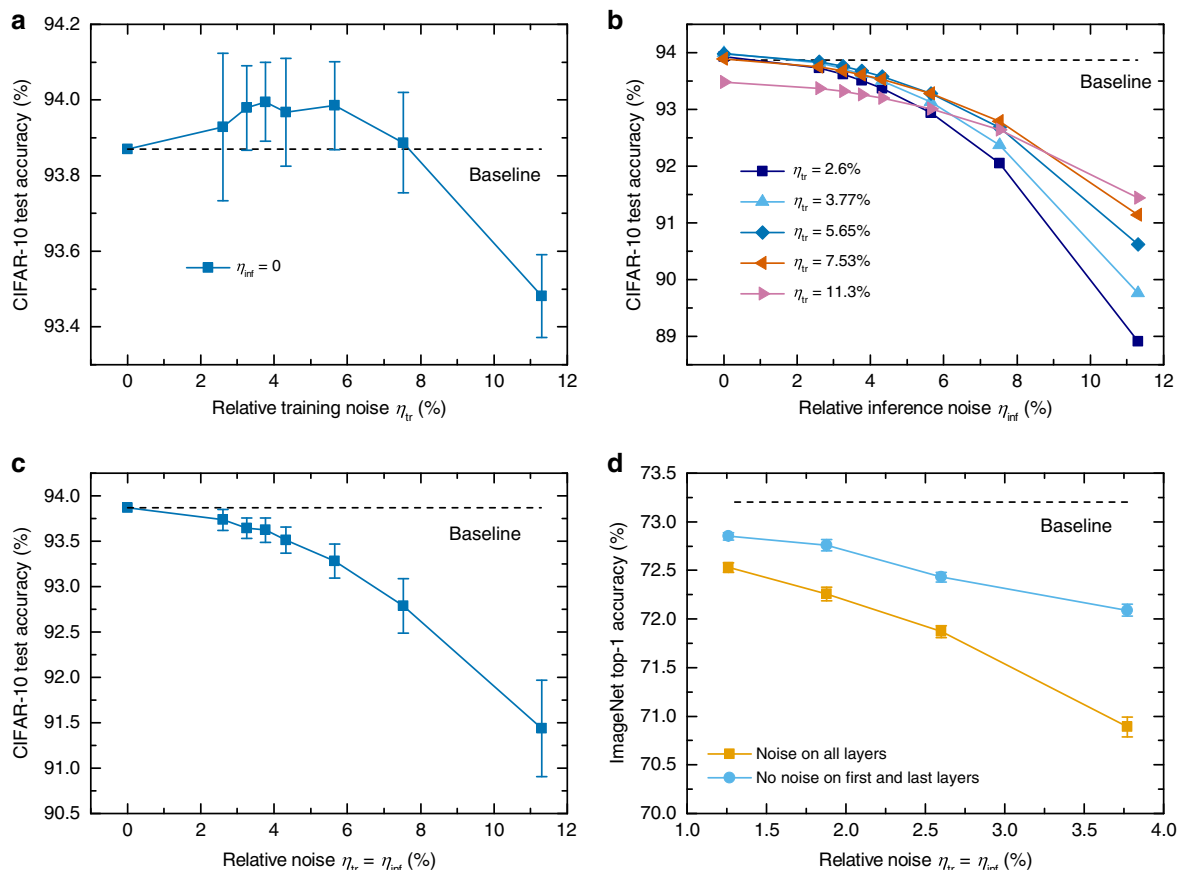 a
94.2
94.0
93.8
93.6
93.4
CIFAR-10 test accuracy (%)
Baseline
η_inf = 0
0 2 4 6 8 10 12
Relative training noise η_tr (%)
b
94
93
92
91
90
89
CIFAR-10 test accuracy (%)
Baseline
η_tr = 2.6%
η_tr = 3.77%
η_tr = 5.65%
η_tr = 7.53%
η_tr = 11.3%
0 2 4 6 8 10 12
Relative inference noise η_inf (%)
c
94.0
93.5
93.0
92.5
92.0
91.5
91.0
90.5
CIFAR-10 test accuracy (%)
Baseline
0 2 4 6 8 10 12
Relative noise η_tr = η_inf (%)
d
73.5
73.0
72.5
72.0
71.5
71.0
70.5
70.0
ImageNet top-1 accuracy (%)
Baseline
Noise on all layers
No noise on first and last layers
1.0 1.5 2.0 2.5 3.0 3.5 4.0
Relative noise η_tr = η_inf (%)